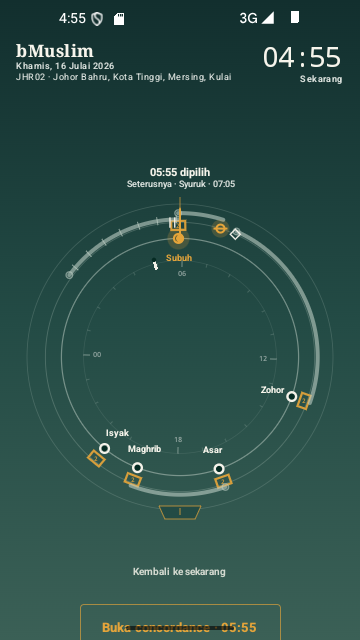 4:55
3G
bMuslim
Khamis, 16 Julai 2026
JHR02 · Johor Bahru, Kota Tinggi, Mersing, Kulai
04:55
Sekarang
05:55 dipilih
Seterusnya · Syuruk · 07:05
Subuh
06
00
12
Zohor
18
Isyak
Maghrib
Asar
Kembali ke sekarang
Buka concordance · 05:55